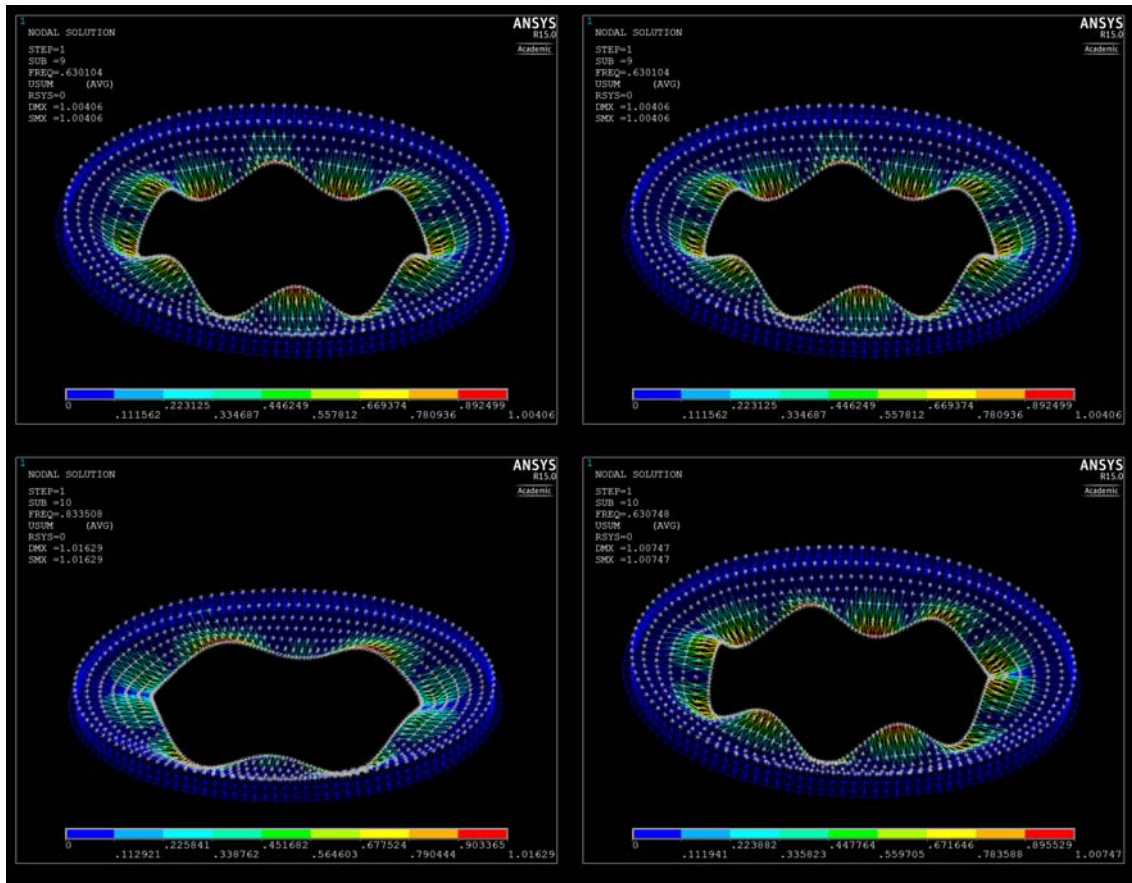 1
NODAL SOLUTION
STEP=1
SUB =9
FREQ=.630104
USUM (AVG)
RSYS=0
DMX =1.00406
SMX =1.00406
ANSYS
R15.0
Academic
0 .223125 .446249 .669374 .892499
.111562 .334687 .557812 .780936 1.00406
1
NODAL SOLUTION
STEP=1
SUB =9
FREQ=.630104
USUM (AVG)
RSYS=0
DMX =1.00406
SMX =1.00406
ANSYS
R15.0
Academic
0 .223125 .446249 .669374 .892499
.111562 .334687 .557812 .780936 1.00406
1
NODAL SOLUTION
STEP=1
SUB =10
FREQ=.833508
USUM (AVG)
RSYS=0
DMX =1.01629
SMX =1.01629
ANSYS
R15.0
Academic
0 .225841 .451682 .677524 .903365
.112921 .338762 .564603 .790444 1.01629
1
NODAL SOLUTION
STEP=1
SUB =10
FREQ=.630748
USUM (AVG)
RSYS=0
DMX =1.00747
SMX =1.00747
ANSYS
R15.0
Academic
0 .223882 .447764 .671646 .895529
.111941 .335823 .559705 .783588 1.00747